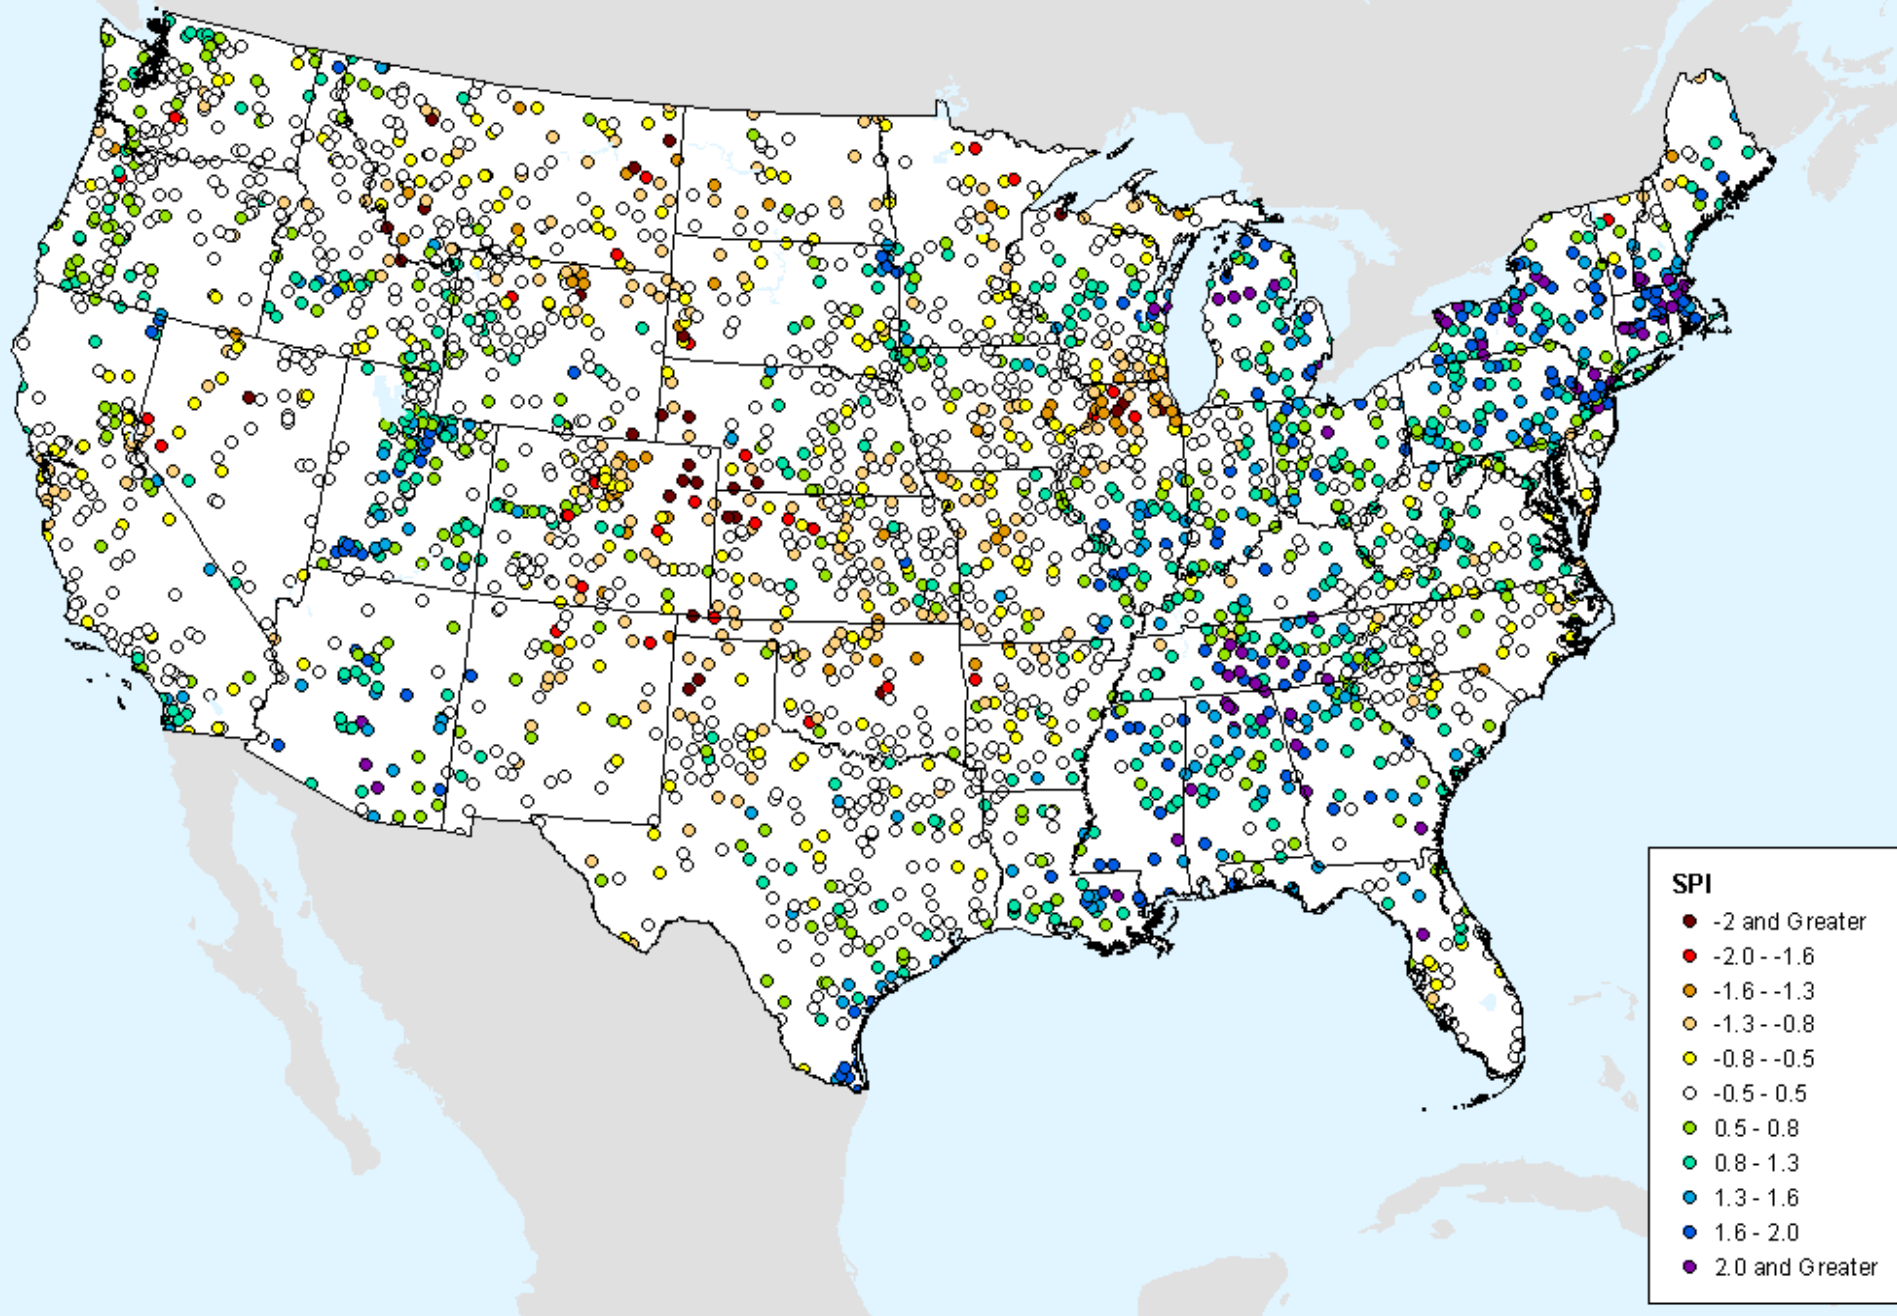 SPI
-2 and Greater
-2.0 - -1.6
-1.6 - -1.3
-1.3 - -0.8
-0.8 - -0.5
-0.5 - 0.5
0.5 - 0.8
0.8 - 1.3
1.3 - 1.6
1.6 - 2.0
2.0 and Greater